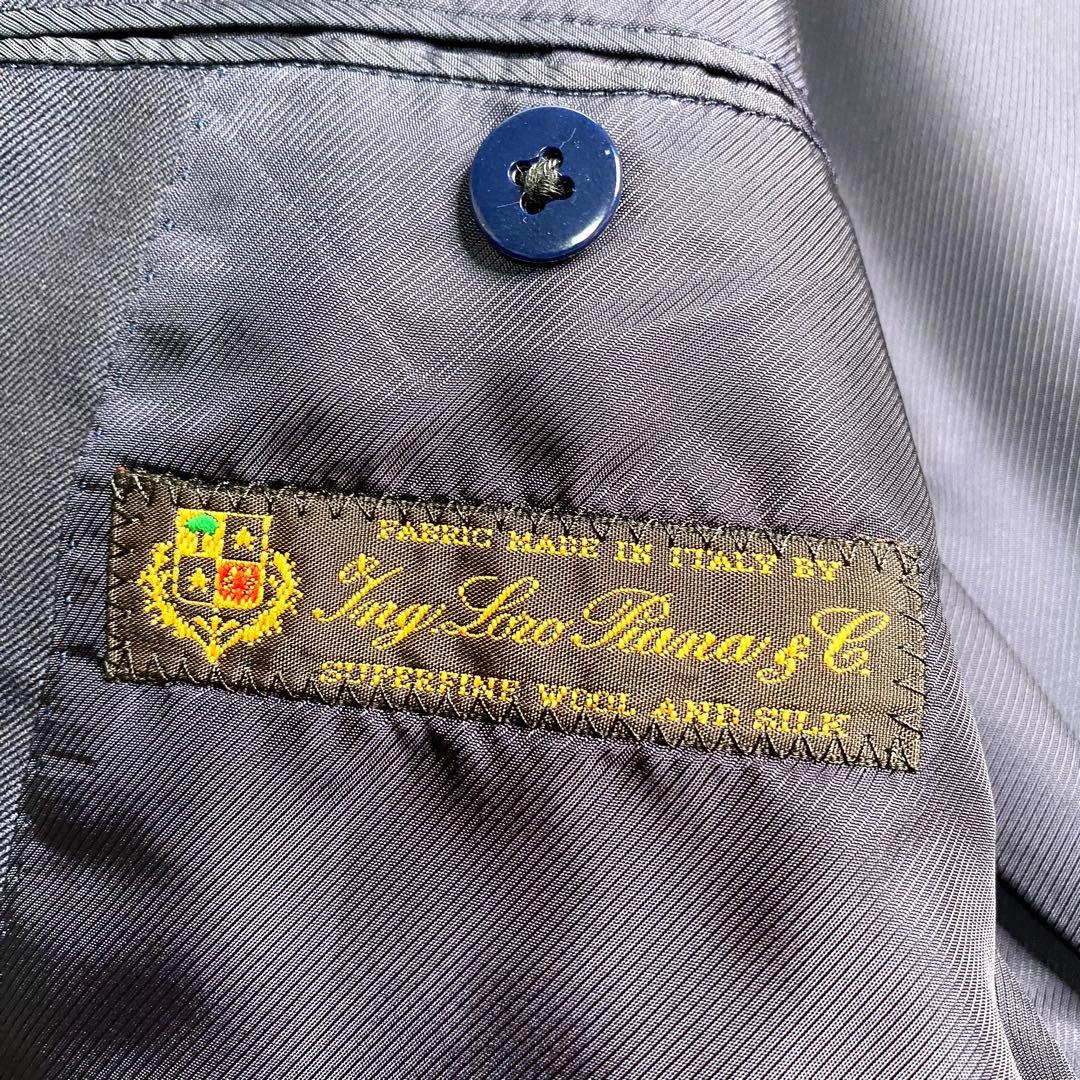 FABRIC MADE IN ITALY BY
Ing. Loro Piana & C.
SUPERFINE WOOL AND SILK